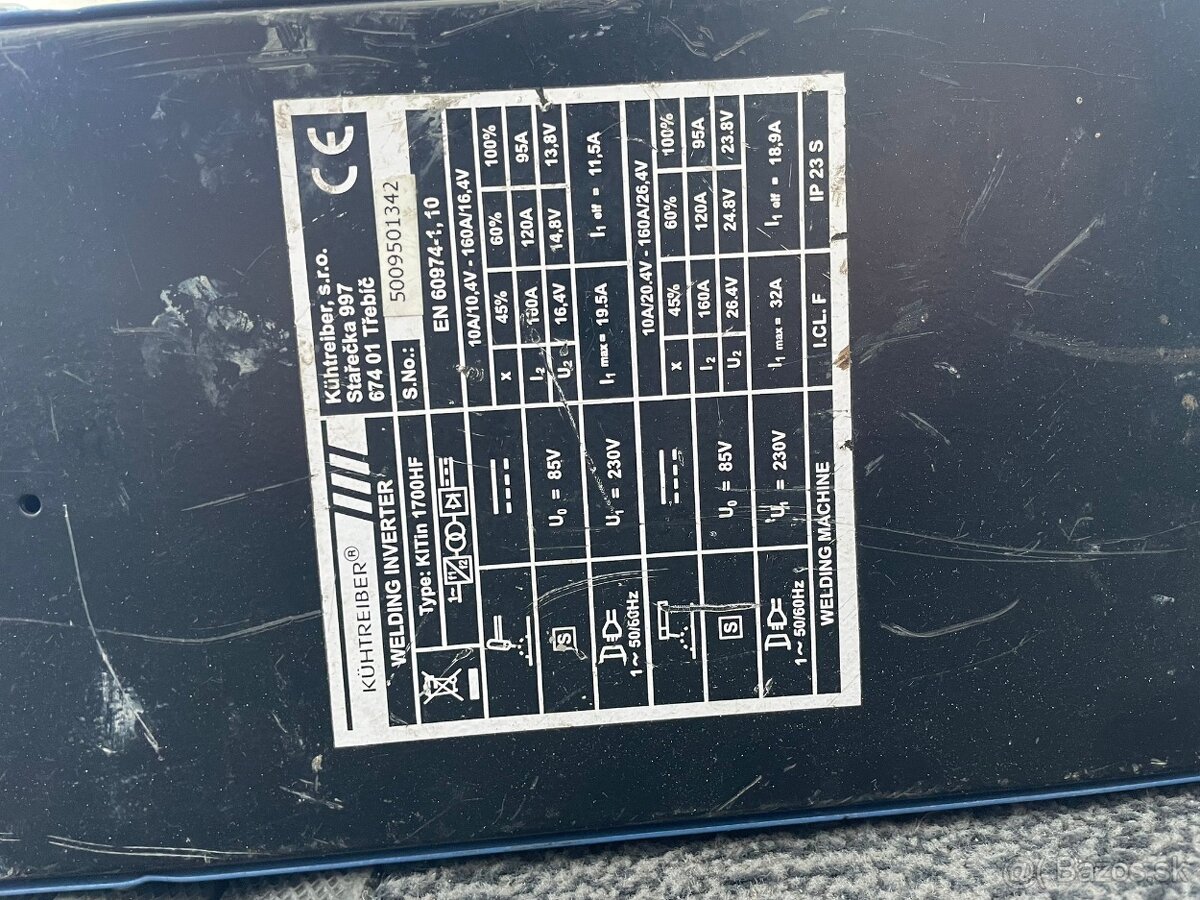 KÜHTREIBER®
Kühtreiber, s.r.o.
Stařečka 997
674 01 Třebíč
CE
WELDING INVERTER
S.No.: 5009501342
Type: KITin 1700HF
EN 60974-1, 10
10A/10,4V - 160A/16,4V
x 45% 60% 100%
I2 160A 120A 95A
U0 = 85V
U2 16,4V 14,8V 13,8V
S
U1 = 230V
I1 max = 19.5A
I1 eff = 11,5A
1~ 50/60Hz
10A/20.4V - 160A/26,4V
x 45% 60% 100%
I2 160A 120A 95A
U0 = 85V
U2 26.4V 24.8V 23.8V
S
U1 = 230V
I1 max = 32A
I1 eff = 18,9A
1~ 50/60Hz
WELDING MACHINE
I.CL. F
IP 23 S
Bazos.sk